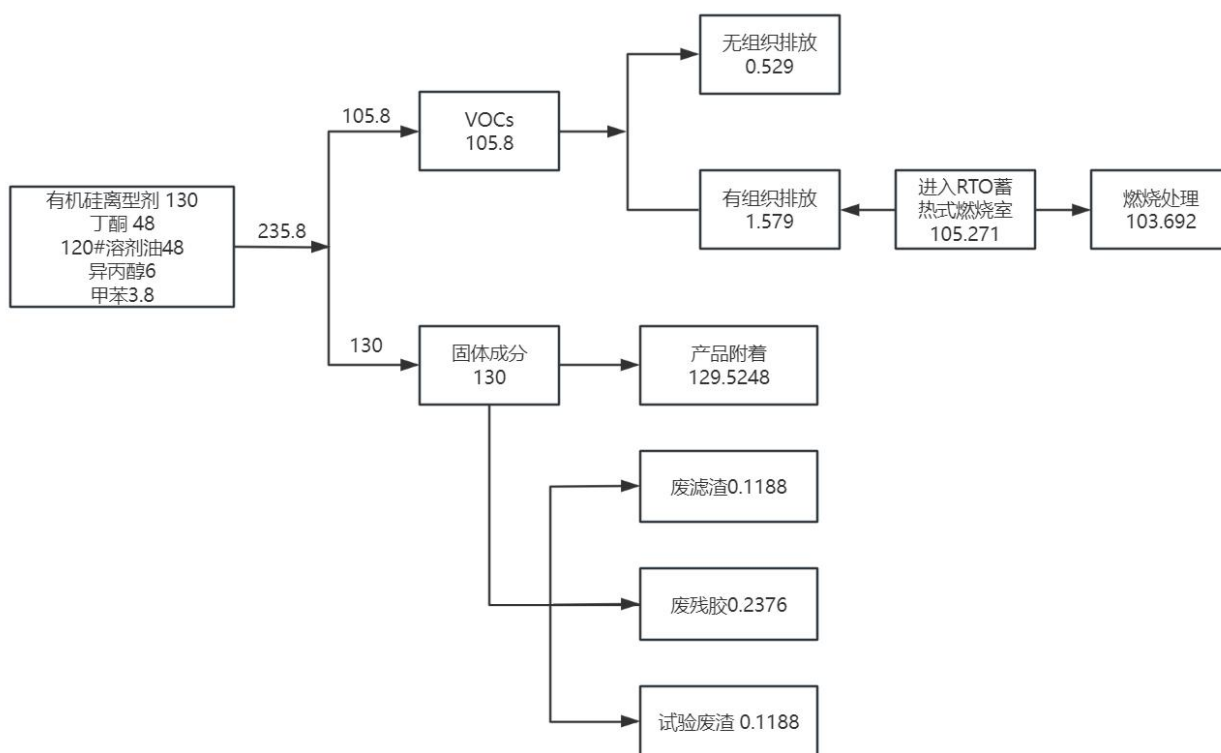 无组织排放
0.529
105.8
VOCs
105.8
有机硅离型剂 130
丁酮 48
120#溶剂油48
异丙醇6
甲苯3.8
235.8
有组织排放
1.579
进入RTO蓄
热式燃烧室
105.271
燃烧处理
103.692
130
固体成分
130
产品附着
129.5248
废滤渣0.1188
废残胶0.2376
试验废渣 0.1188